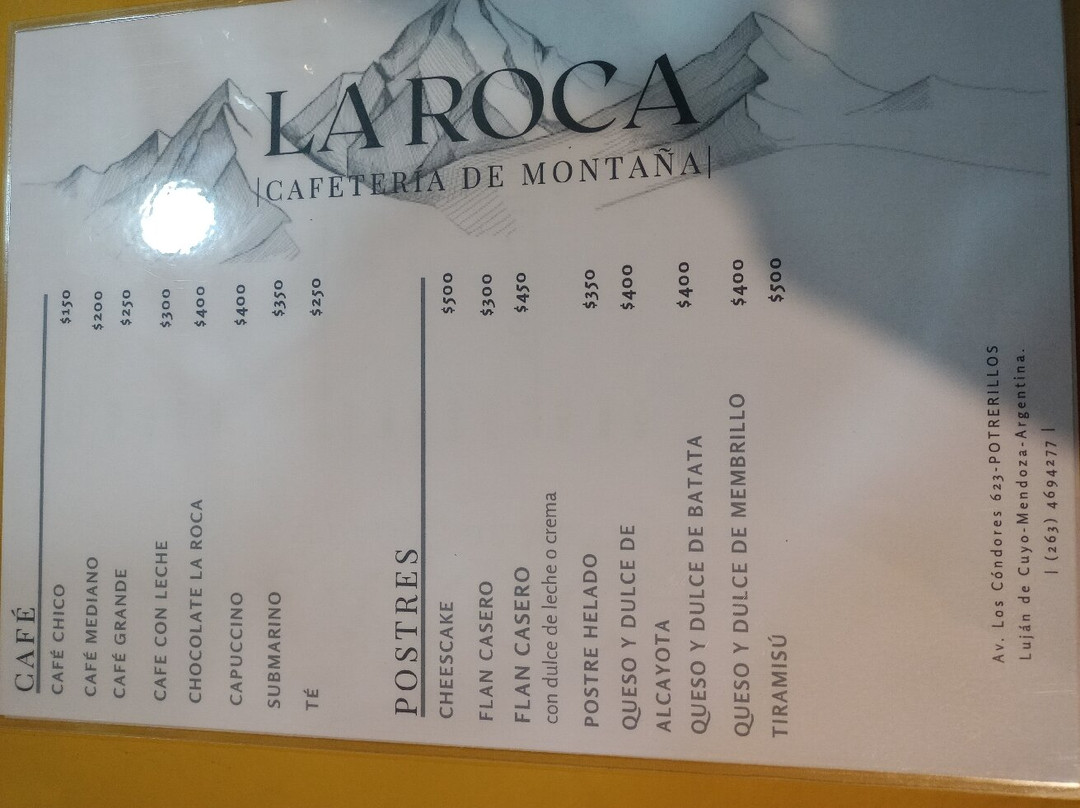 LA ROCA
|CAFETERÍA DE MONTAÑA|
CAFÉ
CAFÉ CHICO $150
CAFÉ MEDIANO $200
CAFÉ GRANDE $250
CAFE CON LECHE $300
CHOCOLATE LA ROCA $400
CAPUCCINO $400
SUBMARINO $350
TÉ $250
POSTRES
CHEESCAKE $500
FLAN CASERO $300
FLAN CASERO $450
con dulce de leche o crema
POSTRE HELADO $350
QUESO Y DULCE DE $400
ALCAYOTA
QUESO Y DULCE DE BATATA $400
QUESO Y DULCE DE MEMBRILLO $400
TIRAMISÚ $500
Av. Los Cóndores 623-POTRERILLOS
Luján de Cuyo-Mendoza-Argentina.
| (263) 4694277 |